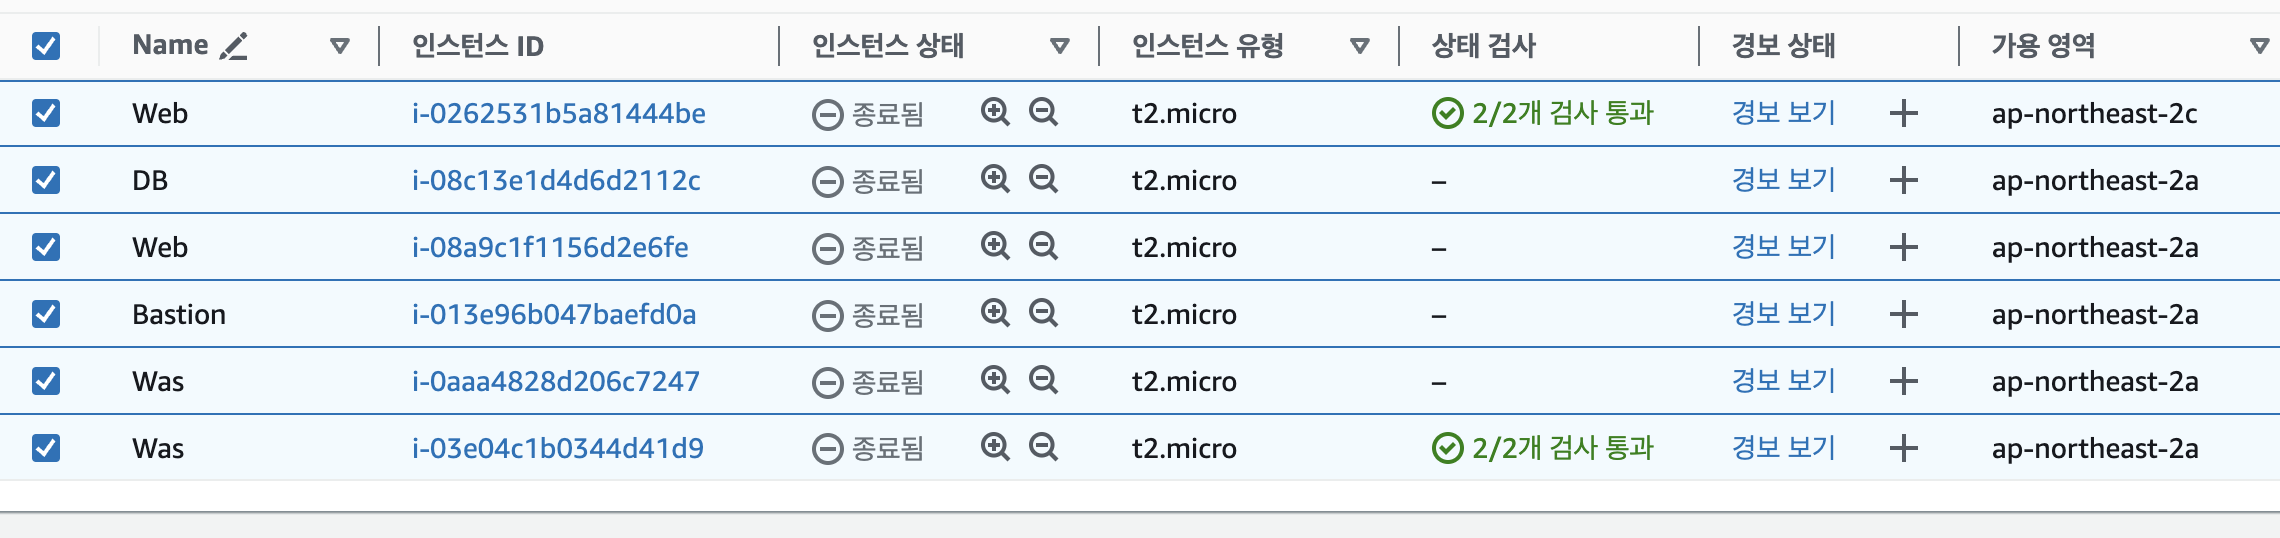 Name 인스턴스 ID 인스턴스 상태 인스턴스 유형 상태 검사 경보 상태 가용 영역
Web i-0262531b5a81444be 종료됨 t2.micro 2/2개 검사 통과 경보 보기 + ap-northeast-2c
DB i-08c13e1d4d6d2112c 종료됨 t2.micro – 경보 보기 + ap-northeast-2a
Web i-08a9c1f1156d2e6fe 종료됨 t2.micro – 경보 보기 + ap-northeast-2a
Bastion i-013e96b047baefd0a 종료됨 t2.micro – 경보 보기 + ap-northeast-2a
Was i-0aaa4828d206c7247 종료됨 t2.micro – 경보 보기 + ap-northeast-2a
Was i-03e04c1b0344d41d9 종료됨 t2.micro 2/2개 검사 통과 경보 보기 + ap-northeast-2a